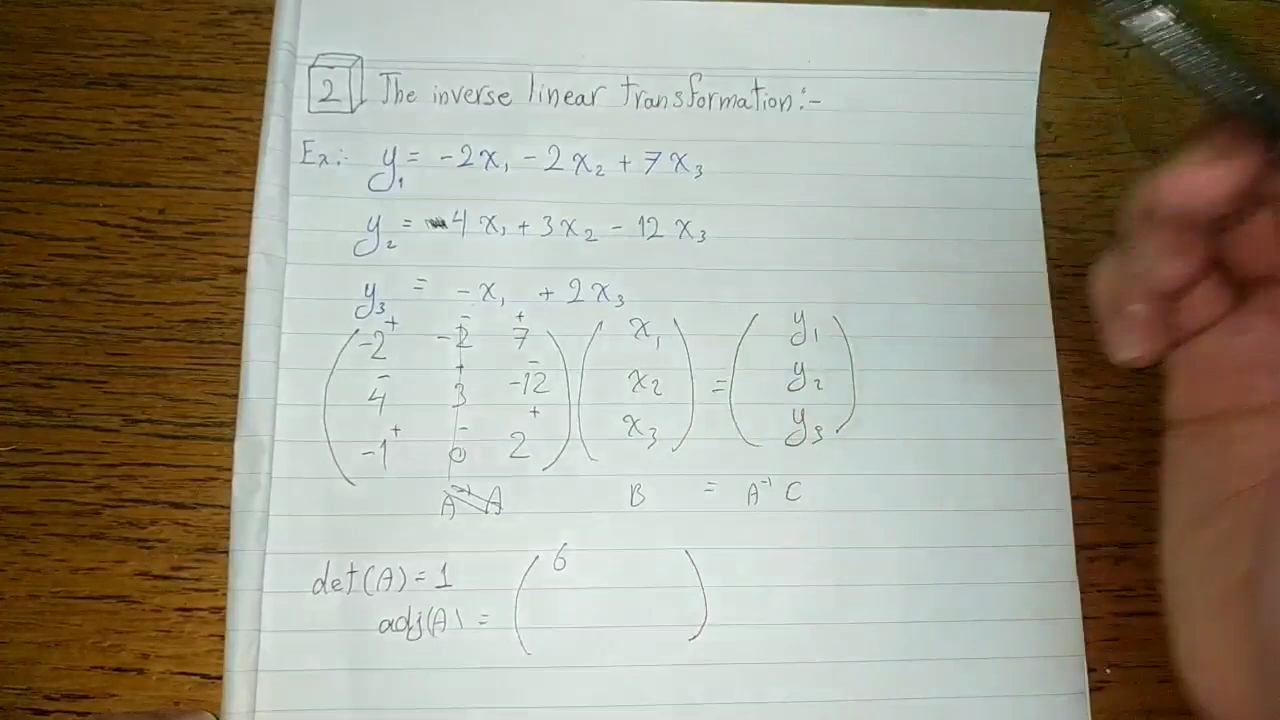 2 The inverse linear transformation:-
Ex:- y₁ = -2x₁ - 2x₂ + 7x₃
y₂ = 4x₁ + 3x₂ - 12x₃
y₃ = -x₁ + 2x₃
-2⁺ -2⁻ 7⁺ x₁ y₁
4⁻ 3⁺ -12⁻ x₂ = y₂
-1⁺ 0⁻ 2⁺ x₃ y₃
A⁻¹A B = A⁻¹ C
det(A) = 1
adj(A) = ( 6 )